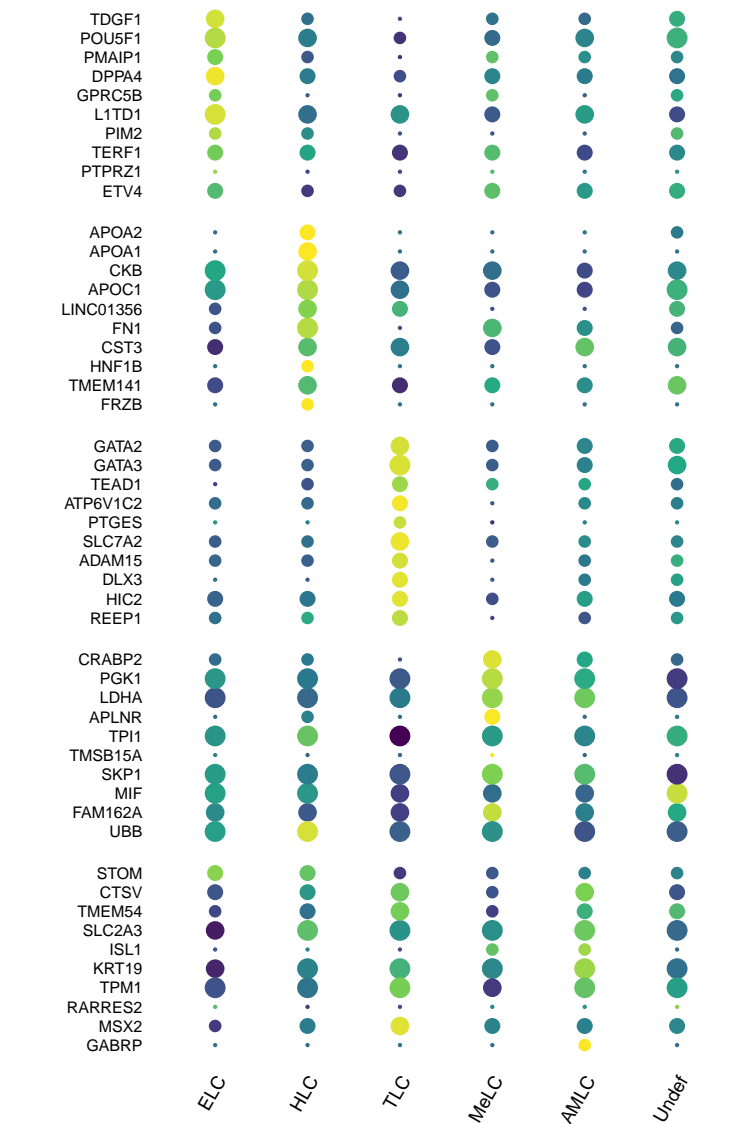 TDGF1
POU5F1
PMAIP1
DPPA4
GPRC5B
L1TD1
PIM2
TERF1
PTPRZ1
ETV4
APOA2
APOA1
CKB
APOC1
LINC01356
FN1
CST3
HNF1B
TMEM141
FRZB
GATA2
GATA3
TEAD1
ATP6V1C2
PTGES
SLC7A2
ADAM15
DLX3
HIC2
REEP1
CRABP2
PGK1
LDHA
APLNR
TPI1
TMSB15A
SKP1
MIF
FAM162A
UBB
STOM
CTSV
TMEM54
SLC2A3
ISL1
KRT19
TPM1
RARRES2
MSX2
GABRP
ELC HLC TLC MeLC AMLC Undef